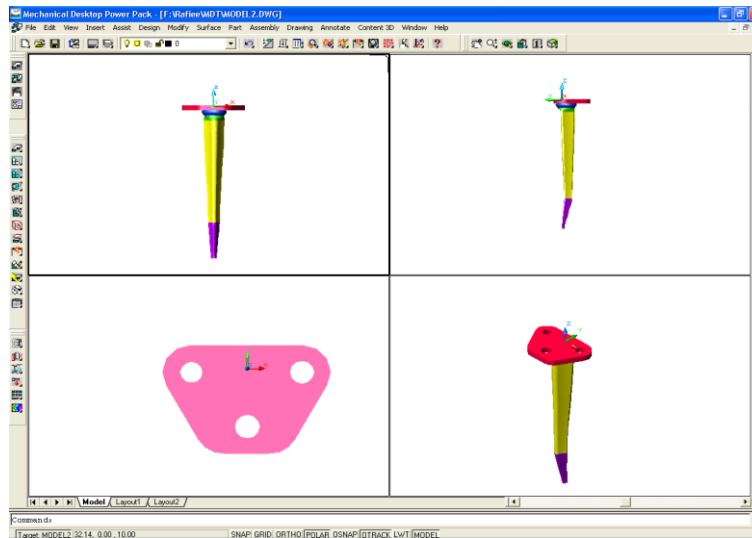 Mechanical Desktop Power Pack - [F:\Rafiee\MDT\MODEL2.DWG]
File Edit View Insert Assist Design Modify Surface Part Assembly Drawing Annotate Content 3D Window Help
0
Z
Y X
Z
Y X
X
Z
Y
Model Layout1 Layout2
Command:
Target: MODEL2 32.14, 0.00, 10.00 SNAP GRID ORTHO POLAR OSNAP OTRACK LWT MODEL